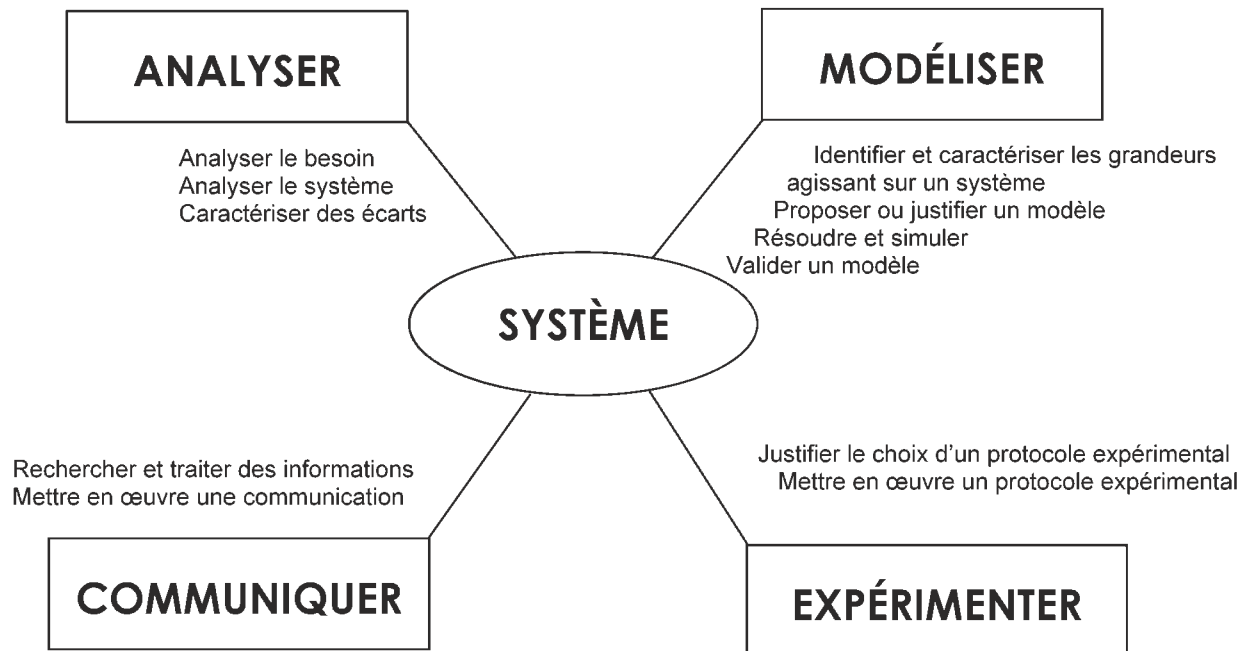 ANALYSER
Analyser le besoin
Analyser le système
Caractériser des écarts
MODÉLISER
Identifier et caractériser les grandeurs
agissant sur un système
Proposer ou justifier un modèle
Résoudre et simuler
Valider un modèle
SYSTÈME
Rechercher et traiter des informations
Mettre en œuvre une communication
COMMUNIQUER
Justifier le choix d'un protocole expérimental
Mettre en œuvre un protocole expérimental
EXPÉRIMENTER